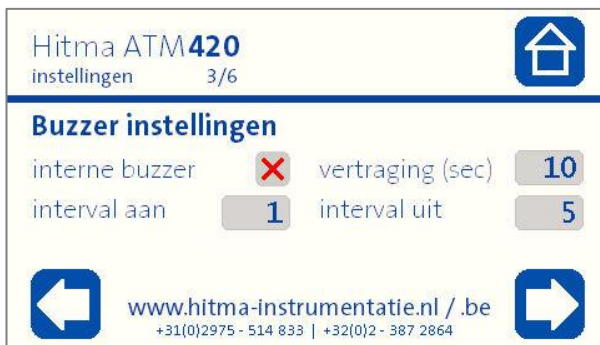 Hitma ATM420
instellingen 3/6
Buzzer instellingen
interne buzzer vertraging (sec) 10
interval aan 1 interval uit 5
www.hitma-instrumentatie.nl / .be
+31(0)2975 - 514 833 | +32(0)2 - 387 2864